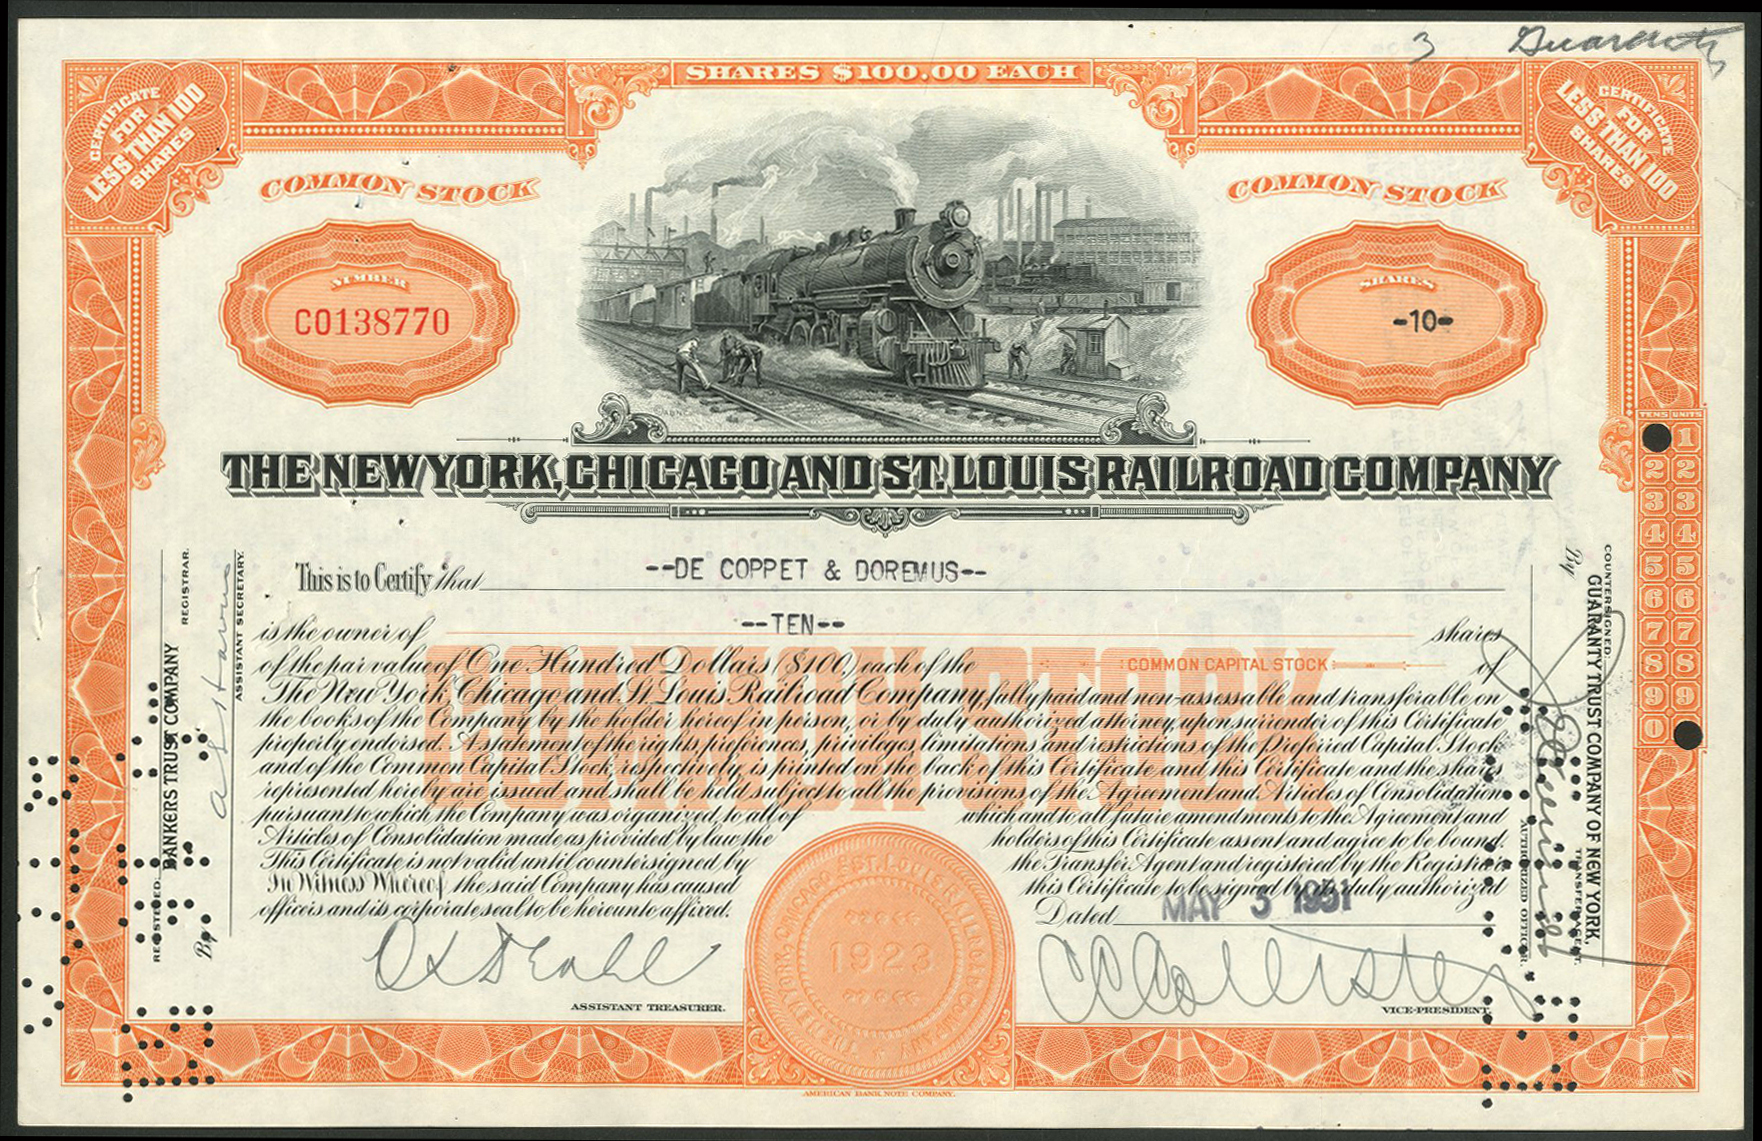 3
SHARES $100.00 EACH
CERTIFICATE
FOR
LESS THAN 100
SHARES
CERTIFICATE
FOR
LESS THAN 100
SHARES
COMMON STOCK
COMMON STOCK
NUMBER
C0138770
SHARES
-10-
TENS UNITS
1
2 2
3 3
4 4
5 5
6 6
7 7
8 8
9 9
0
THE NEW YORK, CHICAGO AND ST. LOUIS RAILROAD COMPANY
This is to Certify that --DE COPPET & DOREMUS--
is the owner of --TEN-- shares
of the par value of One Hundred Dollars ($100) each of the COMMON CAPITAL STOCK of
The New York, Chicago and St. Louis Railroad Company, fully paid and non-assessable and transferable on
the books of the Company by the holder hereof in person, or by duly authorized attorney, upon surrender of this Certificate
properly endorsed. A statement of the rights, preferences, privileges, limitations and restrictions of the Preferred Capital Stock
and of the Common Capital Stock, respectively, is printed on the back of this Certificate and this Certificate and the shares
represented hereby are issued and shall be held subject to all the provisions of the Agreement and Articles of Consolidation
pursuant to which the Company was organized, to all of which and to all future amendments to the Agreement and
Articles of Consolidation made as provided by law the holders of this Certificate assent and agree to be bound.
This Certificate is not valid until countersigned by the Transfer Agent and registered by the Registrar.
In Witness Whereof, the said Company has caused this Certificate to be signed by its duly authorized
officers and its corporate seal to be hereunto affixed.
Dated MAY 3 1951
COMMON STOCK
ASSISTANT TREASURER.
VICE-PRESIDENT.
THE NEW YORK, CHICAGO & ST. LOUIS RAILROAD COMPANY
1923
REGISTERED.
BANKERS TRUST COMPANY
REGISTRAR.
By
ASSISTANT SECRETARY.
COUNTERSIGNED.
GUARANTY TRUST COMPANY OF NEW YORK,
TRANSFER AGENT.
By
AUTHORIZED OFFICER.
AMERICAN BANK NOTE COMPANY.